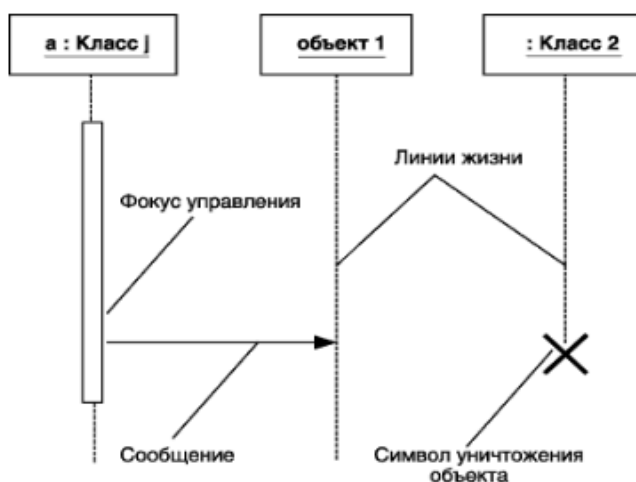 a : Класс j
объект 1
: Класс 2
Линии жизни
Фокус управления
Сообщение
Символ уничтожения
объекта